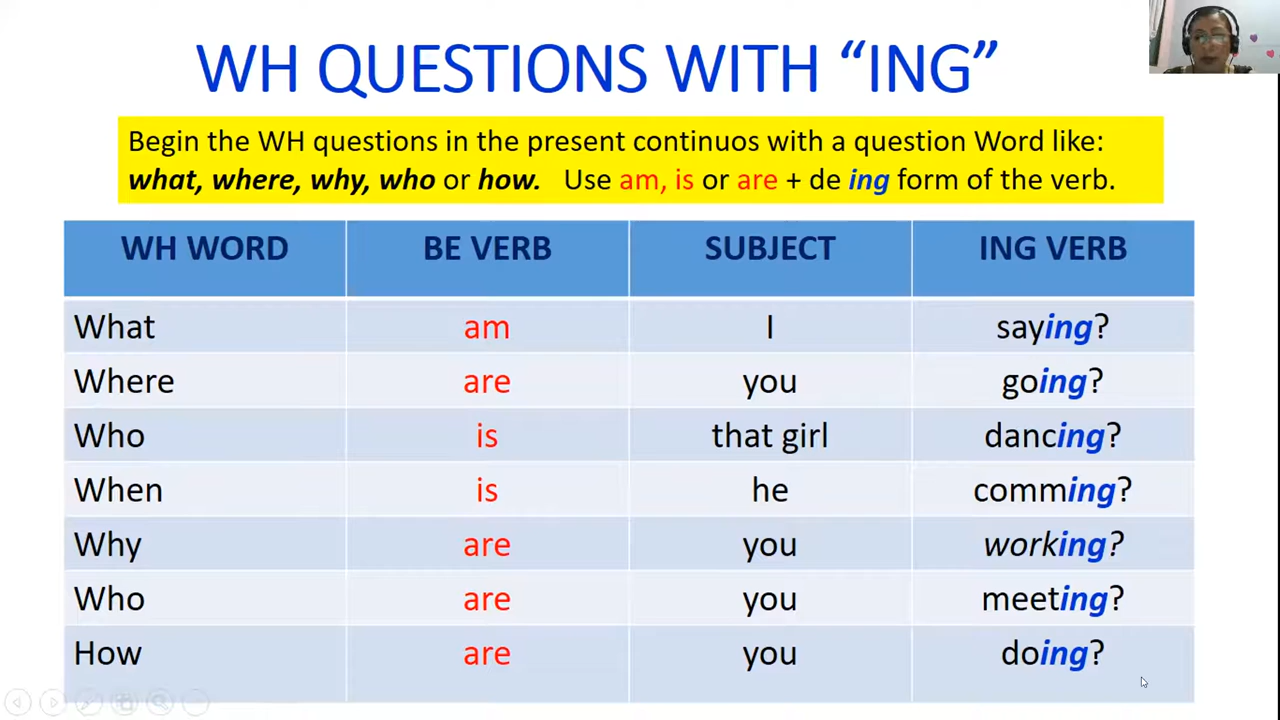 WH QUESTIONS WITH “ING”
Begin the WH questions in the present continuos with a question Word like:
what, where, why, who or how. Use am, is or are + de ing form of the verb.
WH WORD BE VERB SUBJECT ING VERB
What am I saying?
Where are you going?
Who is that girl dancing?
When is he comming?
Why are you working?
Who are you meeting?
How are you doing?